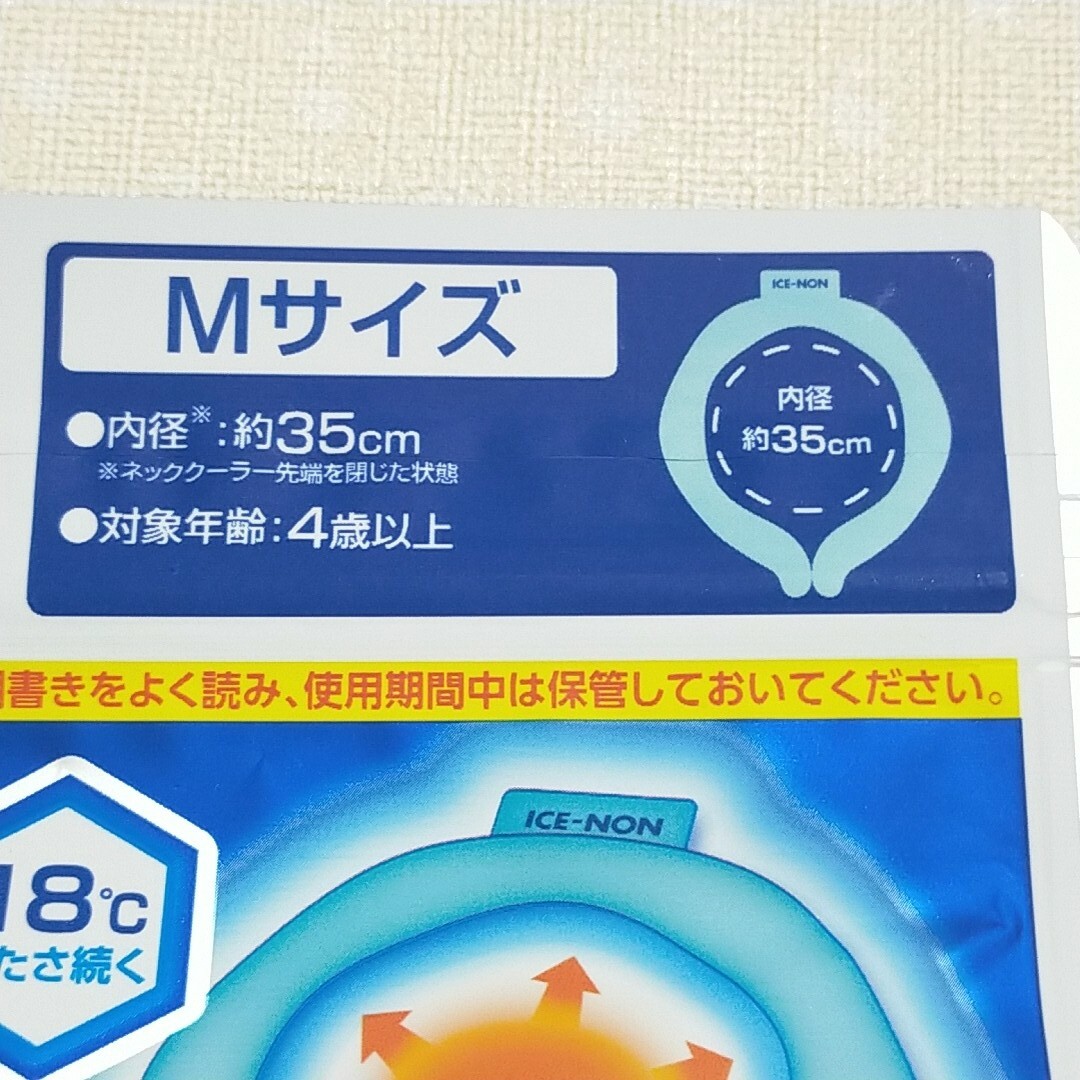 Mサイズ
●内径※:約35cm
※ネッククーラー先端を閉じた状態
●対象年齢:4歳以上
ICE-NON
内径
約35cm
書きをよく読み、使用期間中は保管しておいてください。
ICE-NON
18℃
たさ続く